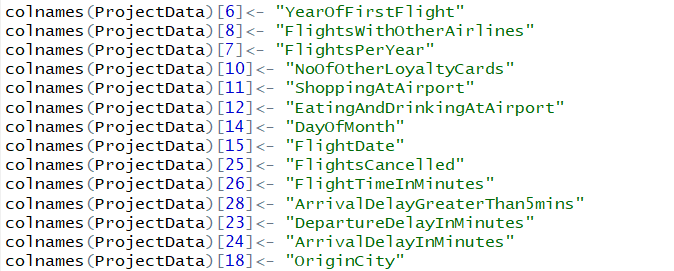 colnames(ProjectData)[6]<- "YearOfFirstFlight"
colnames(ProjectData)[8]<- "FlightsWithOtherAirlines"
colnames(ProjectData)[7]<- "FlightsPerYear"
colnames(ProjectData)[10]<- "NoOfOtherLoyaltyCards"
colnames(ProjectData)[11]<- "ShoppingAtAirport"
colnames(ProjectData)[12]<- "EatingAndDrinkingAtAirport"
colnames(ProjectData)[14]<- "DayOfMonth"
colnames(ProjectData)[15]<- "FlightDate"
colnames(ProjectData)[25]<- "FlightsCancelled"
colnames(ProjectData)[26]<- "FlightTimeInMinutes"
colnames(ProjectData)[28]<- "ArrivalDelayGreaterThan5mins"
colnames(ProjectData)[23]<- "DepartureDelayInMinutes"
colnames(ProjectData)[24]<- "ArrivalDelayInMinutes"
colnames(ProjectData)[18]<- "OriginCity"